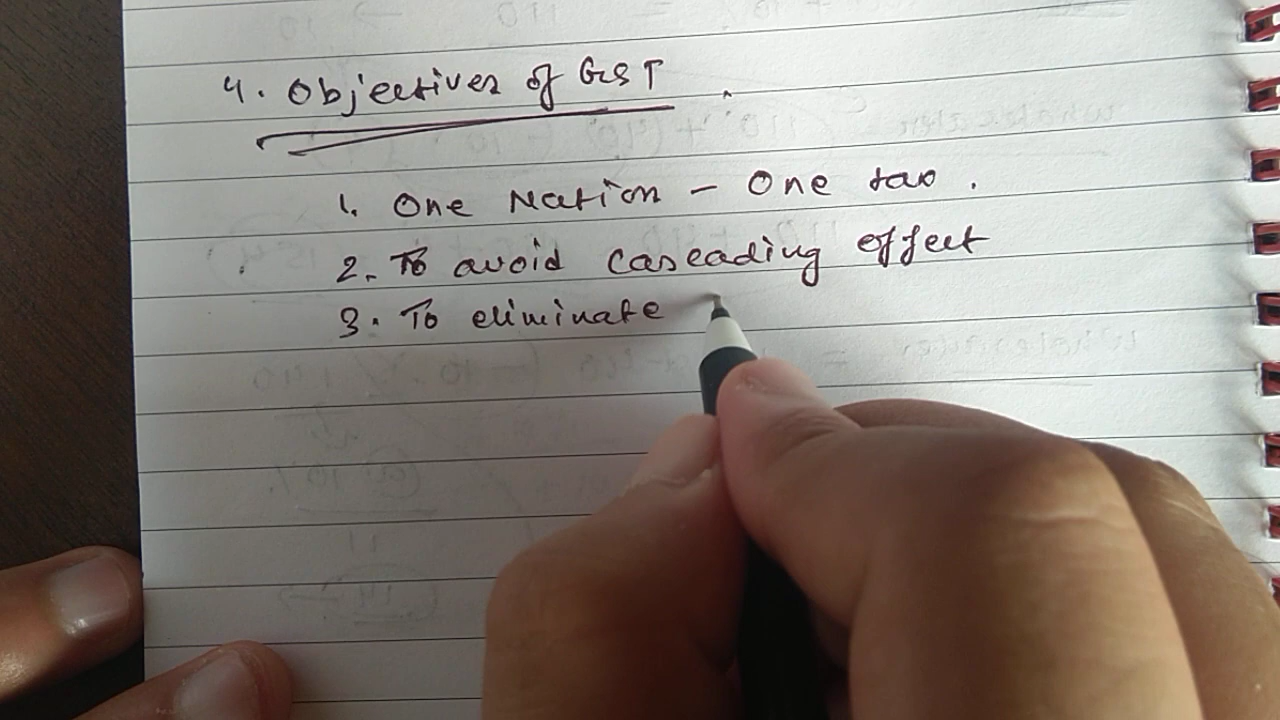 4. Objectives of GST
1. One Nation - One tax.
2. To avoid cascading effect
3. To eliminate